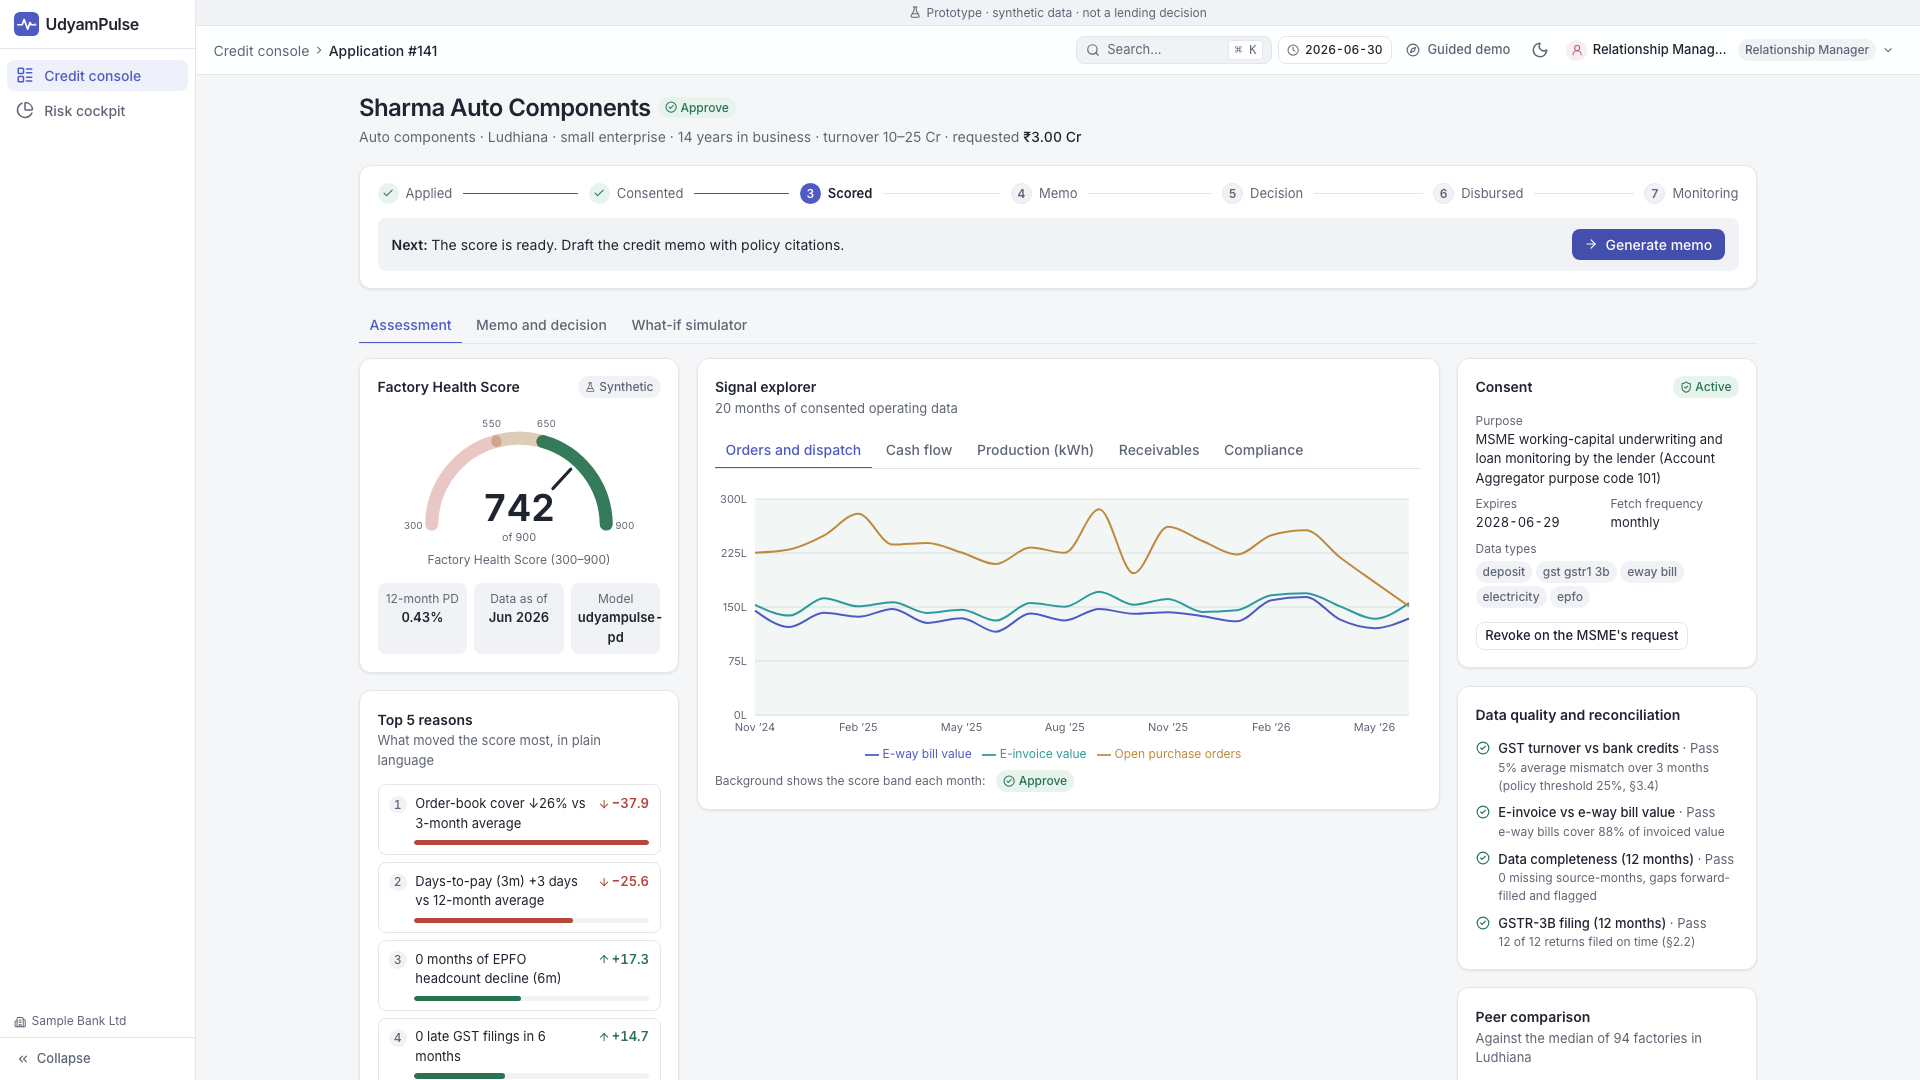 UdyamPulse
Credit console
Risk cockpit
Sample Bank Ltd
Collapse
Prototype · synthetic data · not a lending decision
Credit console › Application #141
Search...
⌘ K
2026-06-30
Guided demo
Relationship Manag...
Relationship Manager
Sharma Auto Components
Approve
Auto components · Ludhiana · small enterprise · 14 years in business · turnover 10–25 Cr · requested ₹3.00 Cr
Applied
Consented
3 Scored
4 Memo
5 Decision
6 Disbursed
7 Monitoring
Next: The score is ready. Draft the credit memo with policy citations.
Generate memo
Assessment
Memo and decision
What-if simulator
Factory Health Score
Synthetic
550
650
300
742
900
of 900
Factory Health Score (300–900)
12-month PD
0.43%
Data as of
Jun 2026
Model
udyampulse-
pd
Top 5 reasons
What moved the score most, in plain
language
1 Order-book cover ↓26% vs
3-month average
↓ −37.9
2 Days-to-pay (3m) +3 days
vs 12-month average
↓ −25.6
3 0 months of EPFO
headcount decline (6m)
↑ +17.3
4 0 late GST filings in 6
months
↑ +14.7
Signal explorer
20 months of consented operating data
Orders and dispatch
Cash flow
Production (kWh)
Receivables
Compliance
300L
225L
150L
75L
0L
Nov '24
Feb '25
May '25
Aug '25
Nov '25
Feb '26
May '26
E-way bill value
E-invoice value
Open purchase orders
Background shows the score band each month:
Approve
Consent
Active
Purpose
MSME working-capital underwriting and
loan monitoring by the lender (Account
Aggregator purpose code 101)
Expires
2028-06-29
Fetch frequency
monthly
Data types
deposit
gst gstr1 3b
eway bill
electricity
epfo
Revoke on the MSME's request
Data quality and reconciliation
GST turnover vs bank credits · Pass
5% average mismatch over 3 months
(policy threshold 25%, §3.4)
E-invoice vs e-way bill value · Pass
e-way bills cover 88% of invoiced value
Data completeness (12 months) · Pass
0 missing source-months, gaps forward-
filled and flagged
GSTR-3B filing (12 months) · Pass
12 of 12 returns filed on time (§2.2)
Peer comparison
Against the median of 94 factories in
Ludhiana